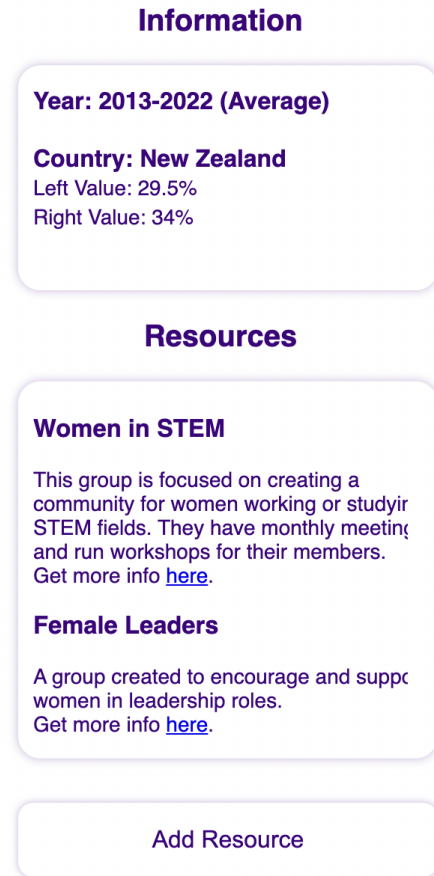 Information
Year: 2013-2022 (Average)
Country: New Zealand
Left Value: 29.5%
Right Value: 34%
Resources
Women in STEM
This group is focused on creating a
community for women working or studyin
STEM fields. They have monthly meeting
and run workshops for their members.
Get more info here.
Female Leaders
A group created to encourage and suppo
women in leadership roles.
Get more info here.
Add Resource